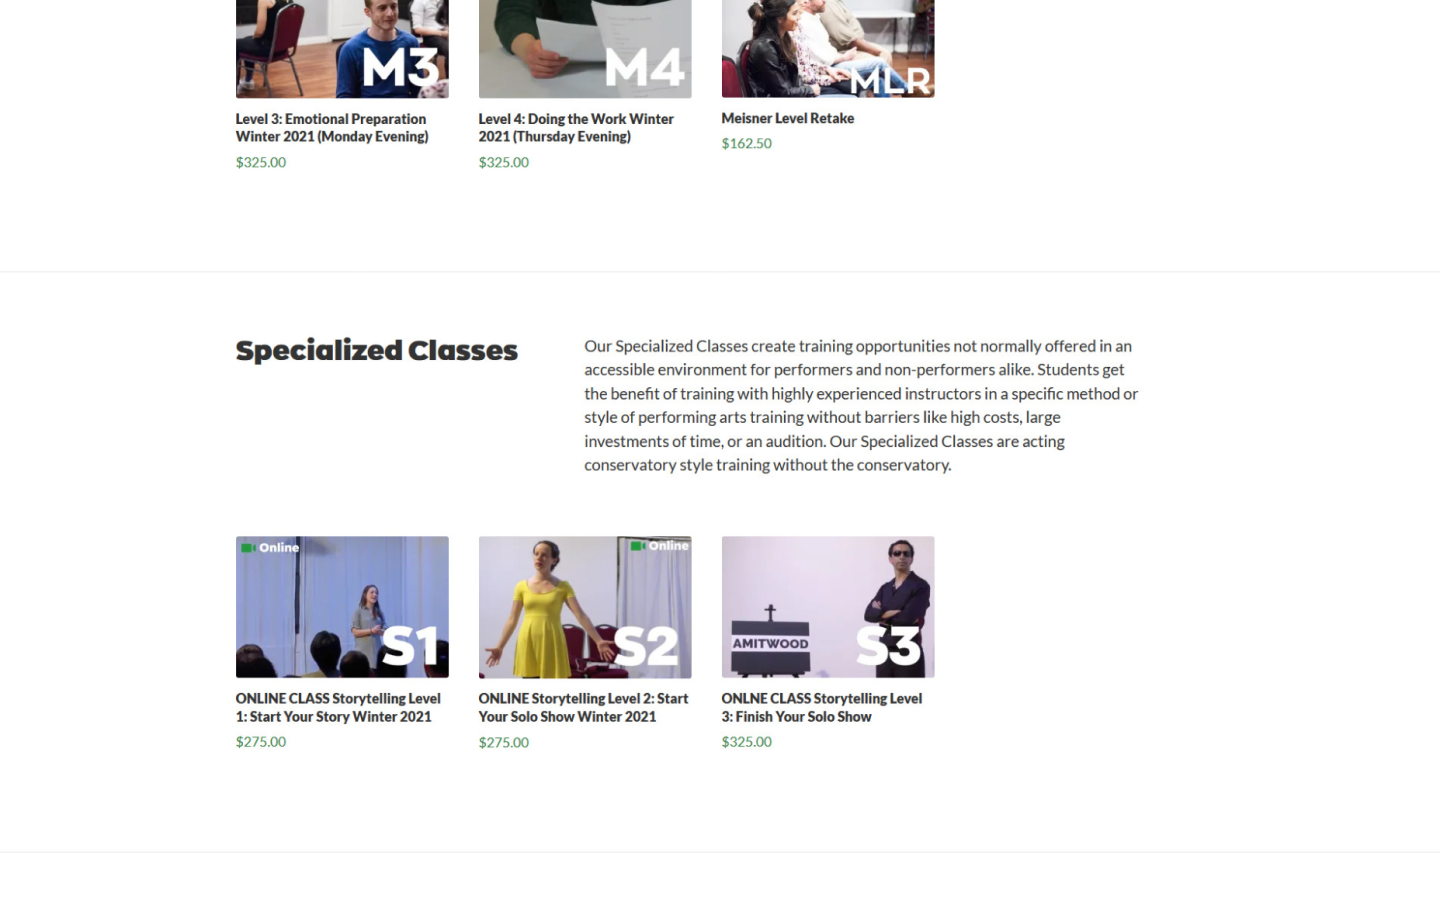 M3
M4
MLR
Level 3: Emotional Preparation
Winter 2021 (Monday Evening)
$325.00
Level 4: Doing the Work Winter
2021 (Thursday Evening)
$325.00
Meisner Level Retake
$162.50
Specialized Classes
Our Specialized Classes create training opportunities not normally offered in an
accessible environment for performers and non-performers alike. Students get
the benefit of training with highly experienced instructors in a specific method or
style of performing arts training without barriers like high costs, large
investments of time, or an audition. Our Specialized Classes are acting
conservatory style training without the conservatory.
Online
S1
Online
S2
AMITWOOD
S3
ONLINE CLASS Storytelling Level
1: Start Your Story Winter 2021
$275.00
ONLINE Storytelling Level 2: Start
Your Solo Show Winter 2021
$275.00
ONLNE CLASS Storytelling Level
3: Finish Your Solo Show
$325.00